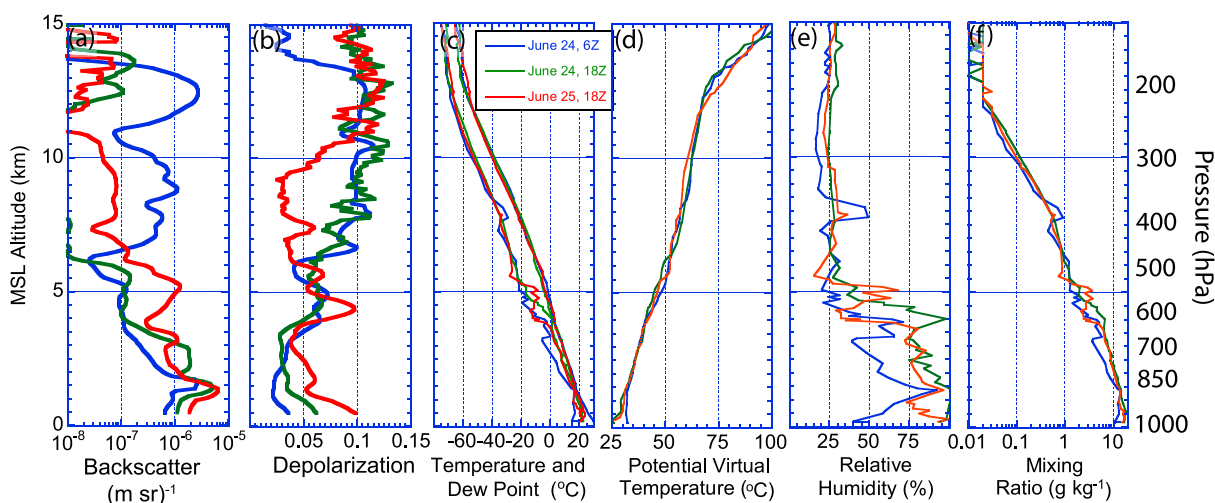 (a) (b) (c) (d) (e) (f)
June 24, 6Z
June 24, 18Z
June 25, 18Z
MSL Altitude (km)
15
10
5
0
200
300
400
500
600
700
850
1000
Pressure (hPa)
10⁻⁸ 10⁻⁷ 10⁻⁶ 10⁻⁵
Backscatter
(m sr)⁻¹
0.05 0.1 0.15
Depolarization
-60 -40 -20 0 20
Temperature and
Dew Point (°C)
25 50 75 100
Potential Virtual
Temperature (°C)
25 50 75
Relative
Humidity (%)
0.01 0.1 1 10
Mixing
Ratio (g kg⁻¹)